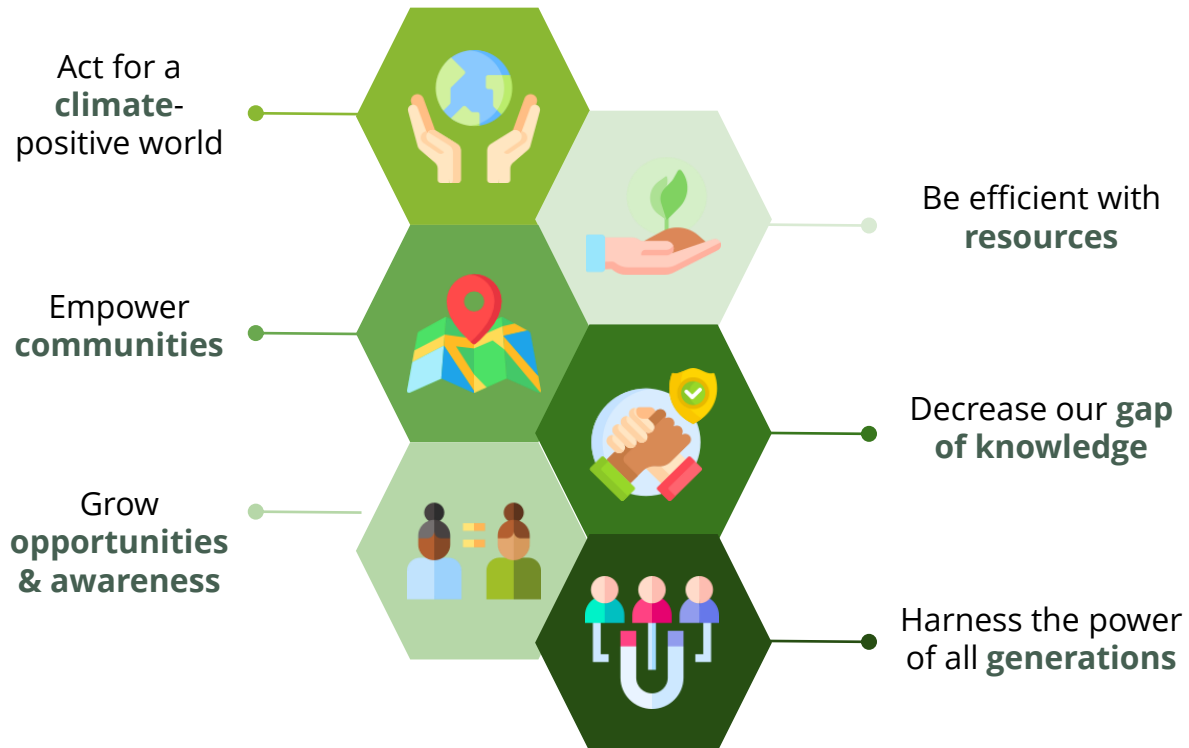 Act for a
climate-
positive world
Be efficient with
resources
Empower
communities
Decrease our gap
of knowledge
Grow
opportunities
& awareness
Harness the power
of all generations